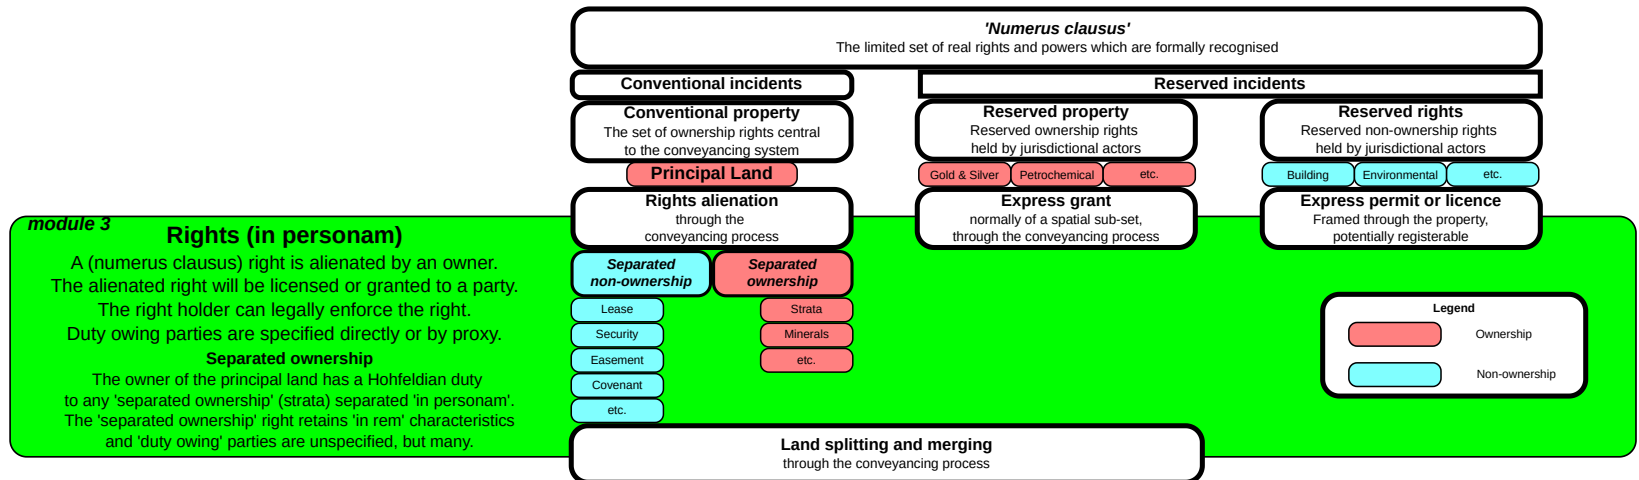 'Numerus clausus'
The limited set of real rights and powers which are formally recognised
Conventional incidents
Reserved incidents
Conventional property
The set of ownership rights central
to the conveyancing system
Reserved property
Reserved ownership rights
held by jurisdictional actors
Reserved rights
Reserved non-ownership rights
held by jurisdictional actors
Principal Land
Gold & Silver
Petrochemical
etc.
Building
Environmental
etc.
Rights alienation
through the
conveyancing process
Express grant
normally of a spatial sub-set,
through the conveyancing process
Express permit or licence
Framed through the property,
potentially registerable
module 3
Rights (in personam)
A (numerus clausus) right is alienated by an owner.
The alienated right will be licensed or granted to a party.
The right holder can legally enforce the right.
Duty owing parties are specified directly or by proxy.
Separated ownership
The owner of the principal land has a Hohfeldian duty
to any 'separated ownership' (strata) separated 'in personam'.
The 'separated ownership' right retains 'in rem' characteristics
and 'duty owing' parties are unspecified, but many.
Separated
non-ownership
Separated
ownership
Lease
Security
Easement
Covenant
etc.
Strata
Minerals
etc.
Legend
Ownership
Non-ownership
Land splitting and merging
through the conveyancing process